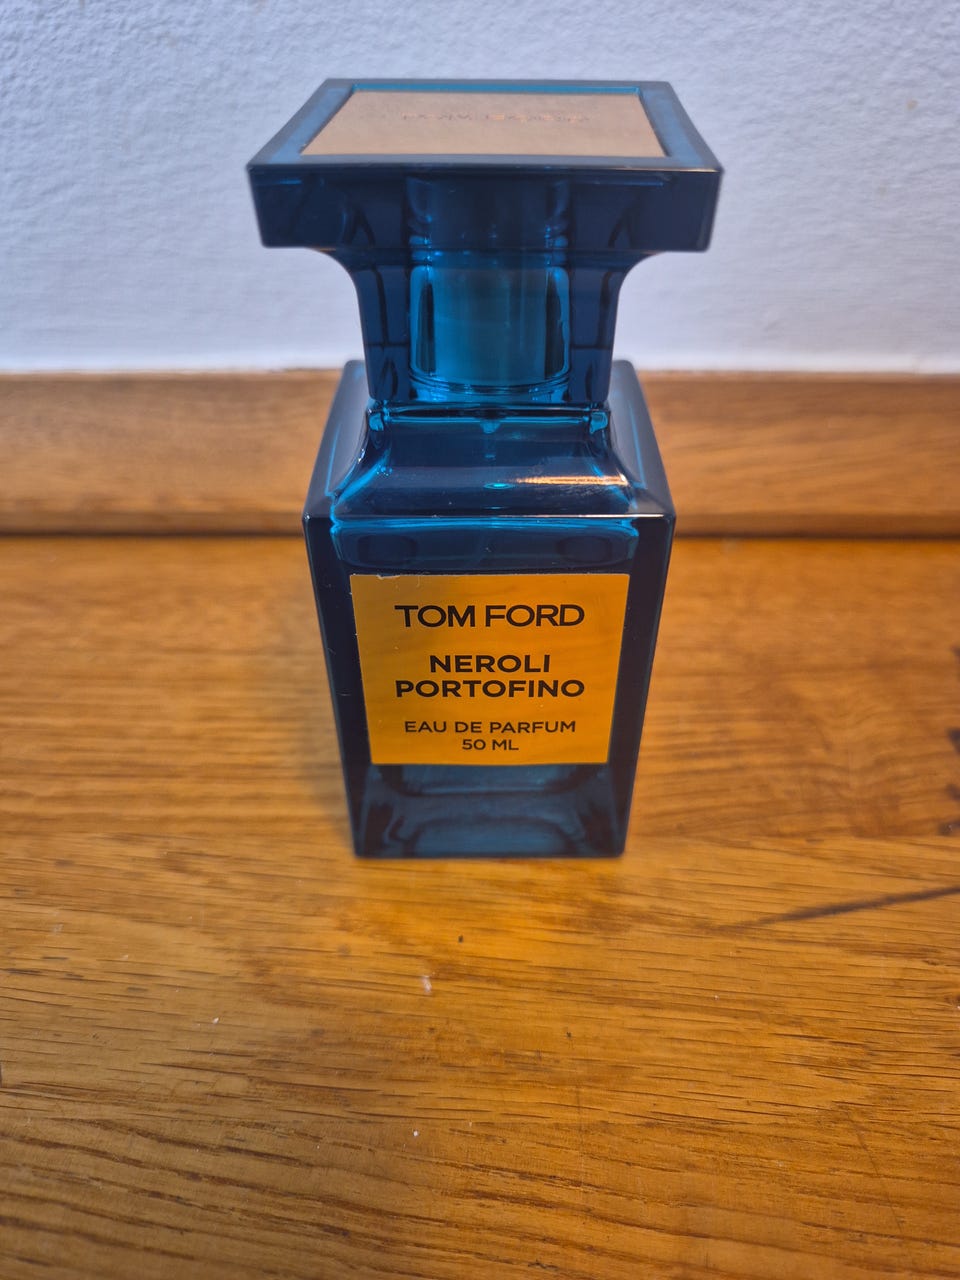 TOM FORD
NEROLI
PORTOFINO
EAU DE PARFUM
50 ML